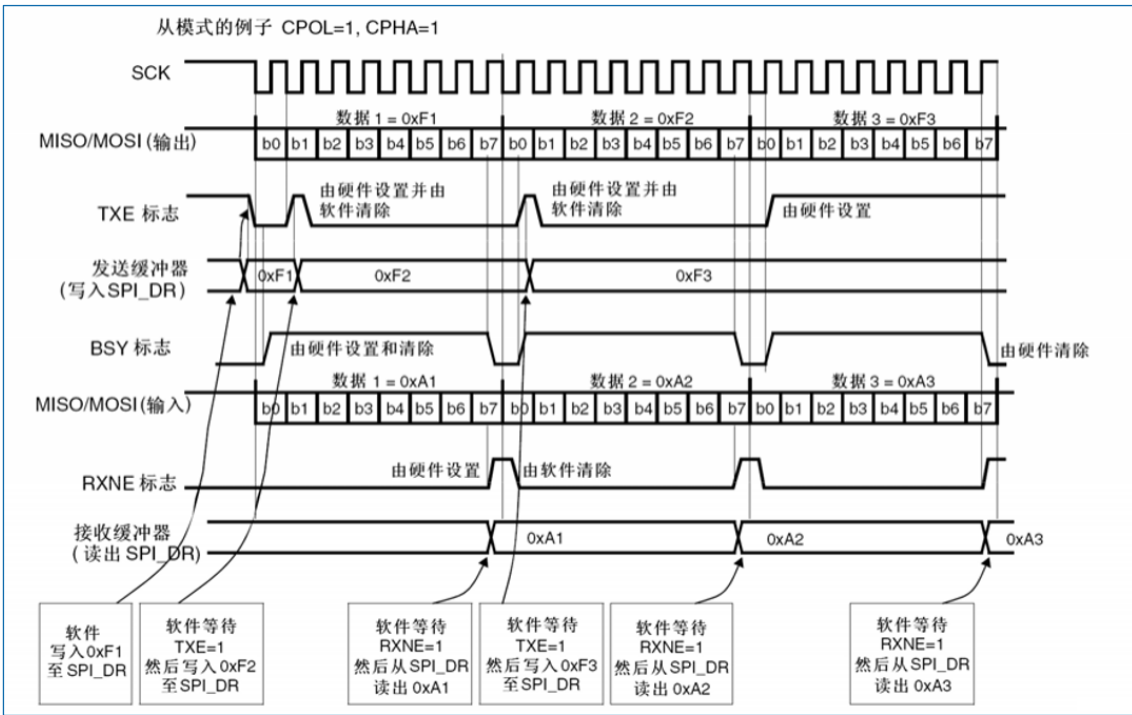 从模式的例子 CPOL=1, CPHA=1
SCK
数据 1 = 0xF1 数据 2 = 0xF2 数据 3 = 0xF3
MISO/MOSI (输出) b0 b1 b2 b3 b4 b5 b6 b7 b0 b1 b2 b3 b4 b5 b6 b7 b0 b1 b2 b3 b4 b5 b6 b7
TXE 标志
由硬件设置并由
软件清除
由硬件设置并由
软件清除
由硬件设置
发送缓冲器
(写入SPI_DR)
0xF1 0xF2 0xF3
BSY 标志 由硬件设置和清除 由硬件清除
数据 1 = 0xA1 数据 2 = 0xA2 数据 3 = 0xA3
MISO/MOSI (输入) b0 b1 b2 b3 b4 b5 b6 b7 b0 b1 b2 b3 b4 b5 b6 b7 b0 b1 b2 b3 b4 b5 b6 b7
RXNE 标志 由硬件设置 由软件清除
接收缓冲器
( 读出 SPI_DR)
0xA1 0xA2 0xA3
软件
写入0xF1
至SPI_DR
软件等待
TXE=1
然后写入0xF2
至SPI_DR
软件等待
RXNE=1
然后从SPI_DR
读出 0xA1
软件等待
TXE=1
然后写入0xF3
至SPI_DR
软件等待
RXNE=1
然后从SPI_DR
读出 0xA2
软件等待
RXNE=1
然后从SPI_DR
读出 0xA3